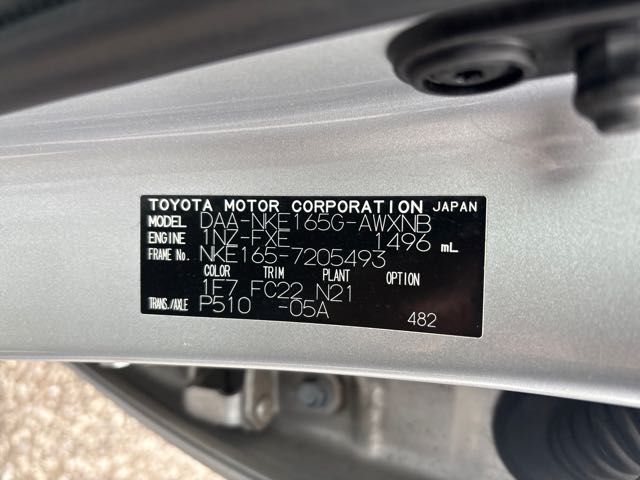 TOYOTA MOTOR CORPORATION JAPAN
MODEL DAA-NKE165G-AWXNB
ENGINE 1NZ-FXE 1496 mL
FRAME No. NKE165-7205493
COLOR TRIM PLANT OPTION
1F7 FC22 N21
TRANS./AXLE P510 -05A
482